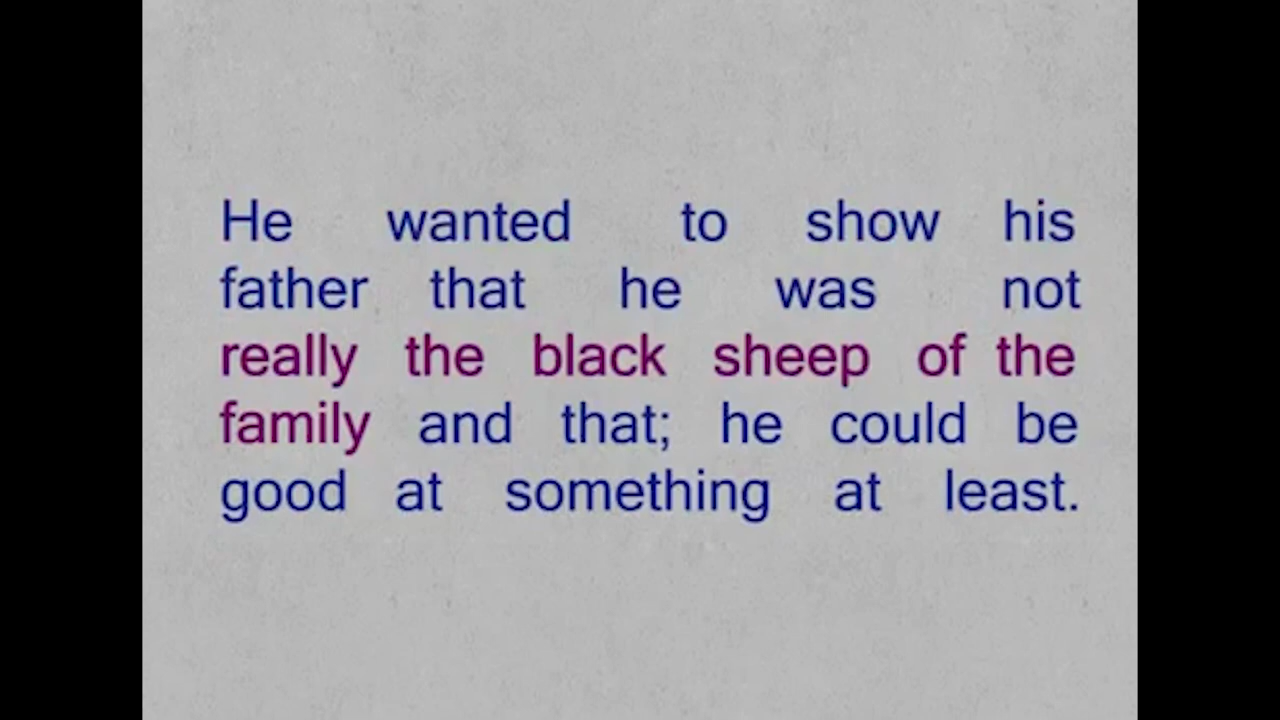 He wanted to show his
father that he was not
really the black sheep of the
family and that; he could be
good at something at least.